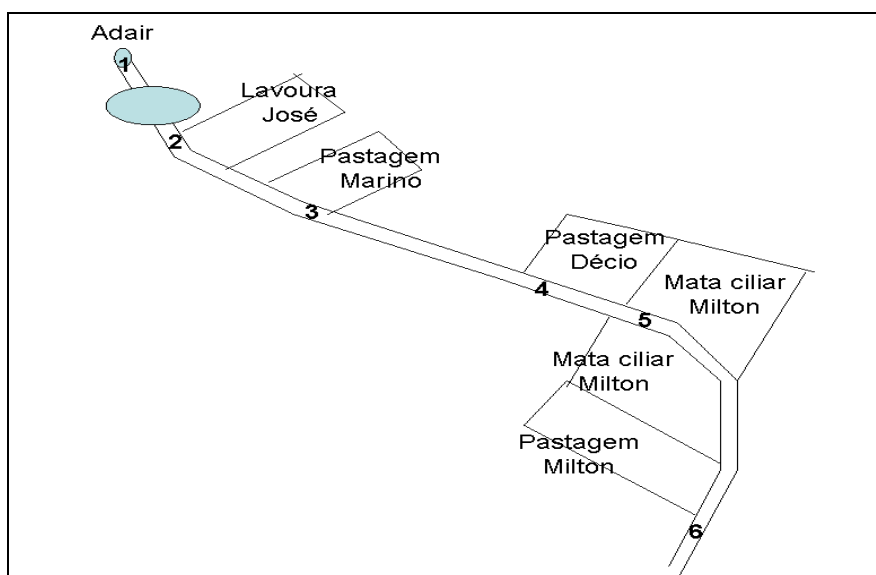 Adair
1
Lavoura
José
2
Pastagem
Marino
3
Pastagem
Décio
4
Mata ciliar
Milton
5
Mata ciliar
Milton
Pastagem
Milton
6